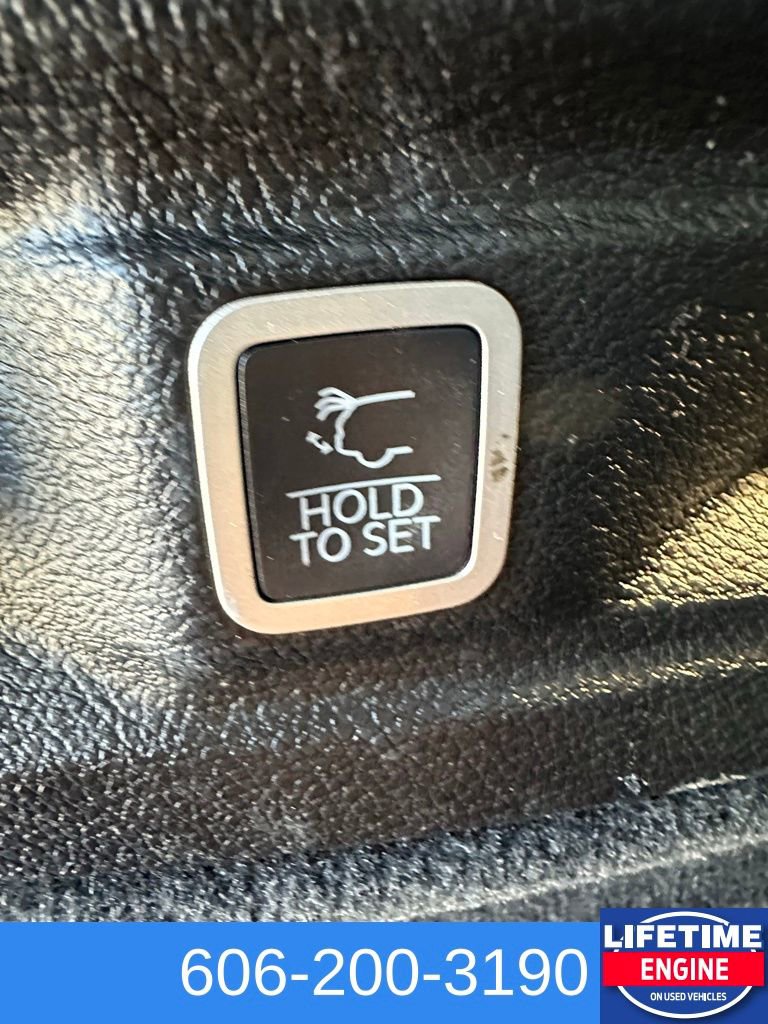 HOLD
TO SET
606-200-3190
LIFETIME
ENGINE
ON USED VEHICLES